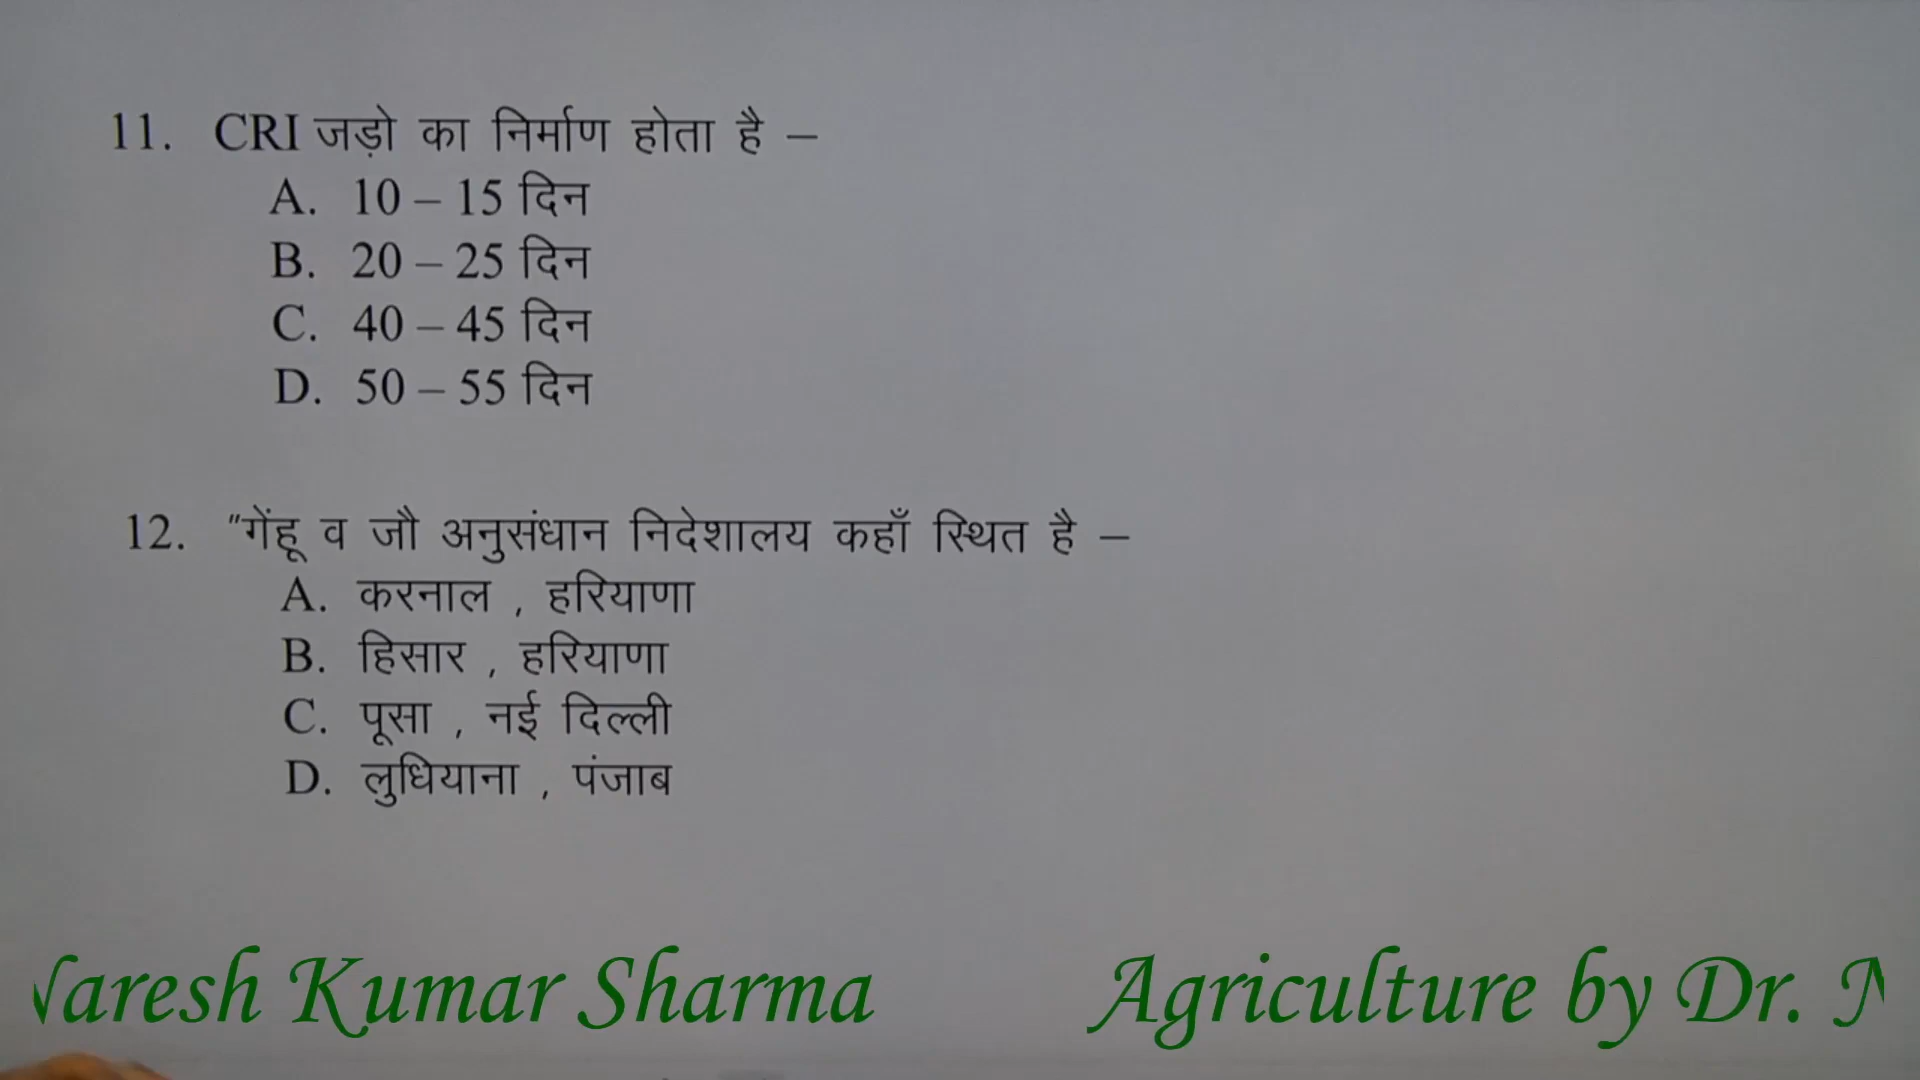 11. CRI जड़ो का निर्माण होता है –
A. 10 – 15 दिन
B. 20 – 25 दिन
C. 40 – 45 दिन
D. 50 – 55 दिन
12. "गेंहू व जौ अनुसंधान निदेशालय कहाँ स्थित है –
A. करनाल , हरियाणा
B. हिसार , हरियाणा
C. पूसा , नई दिल्ली
D. लुधियाना , पंजाब
Naresh Kumar Sharma Agriculture by Dr. N